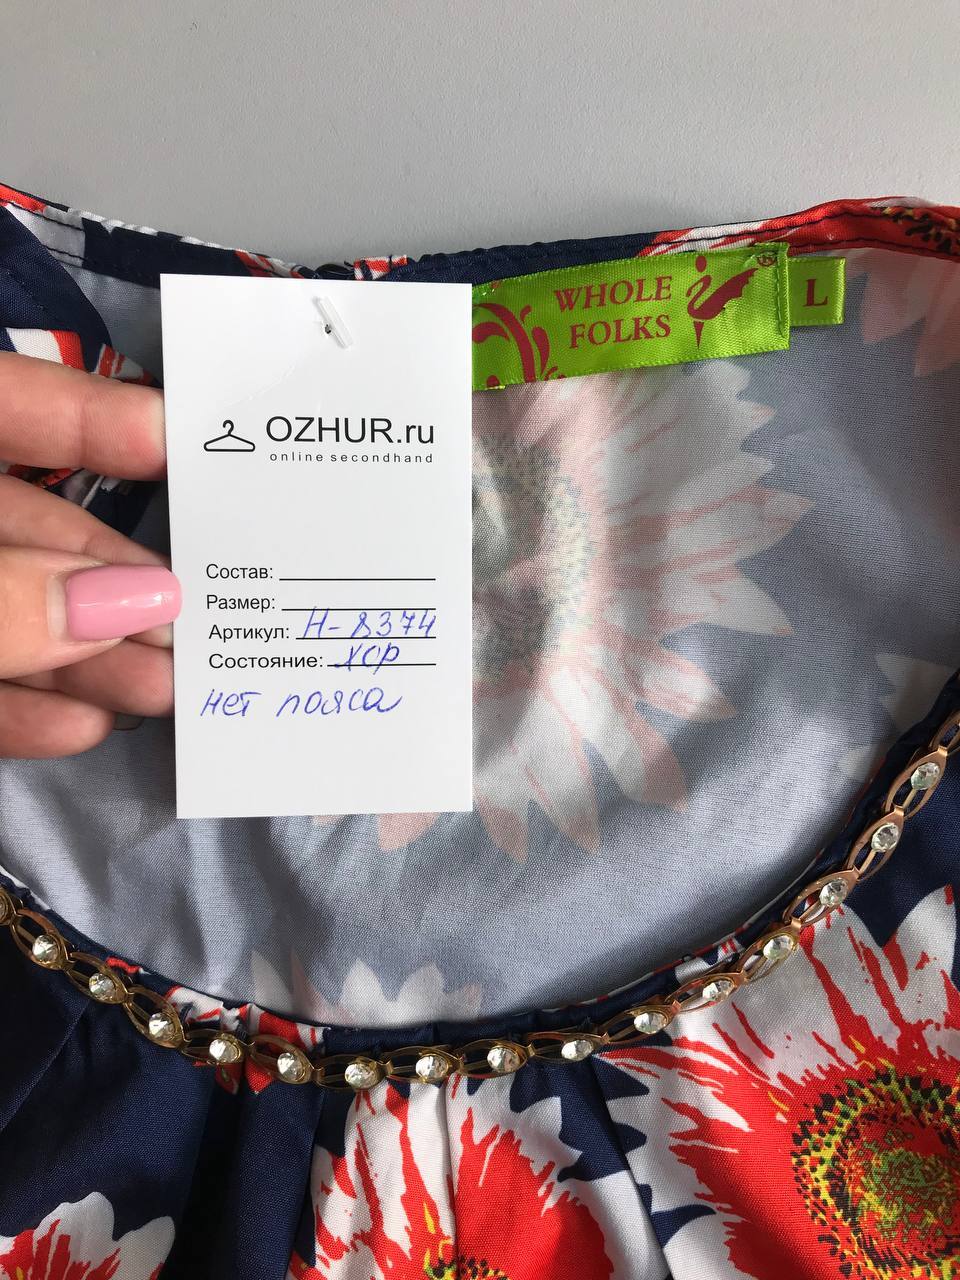 WHOLE
FOLKS
®
L
OZHUR.ru
online secondhand
Состав:
Размер:
Артикул: Н-8374
Состояние: хор
нет пояса